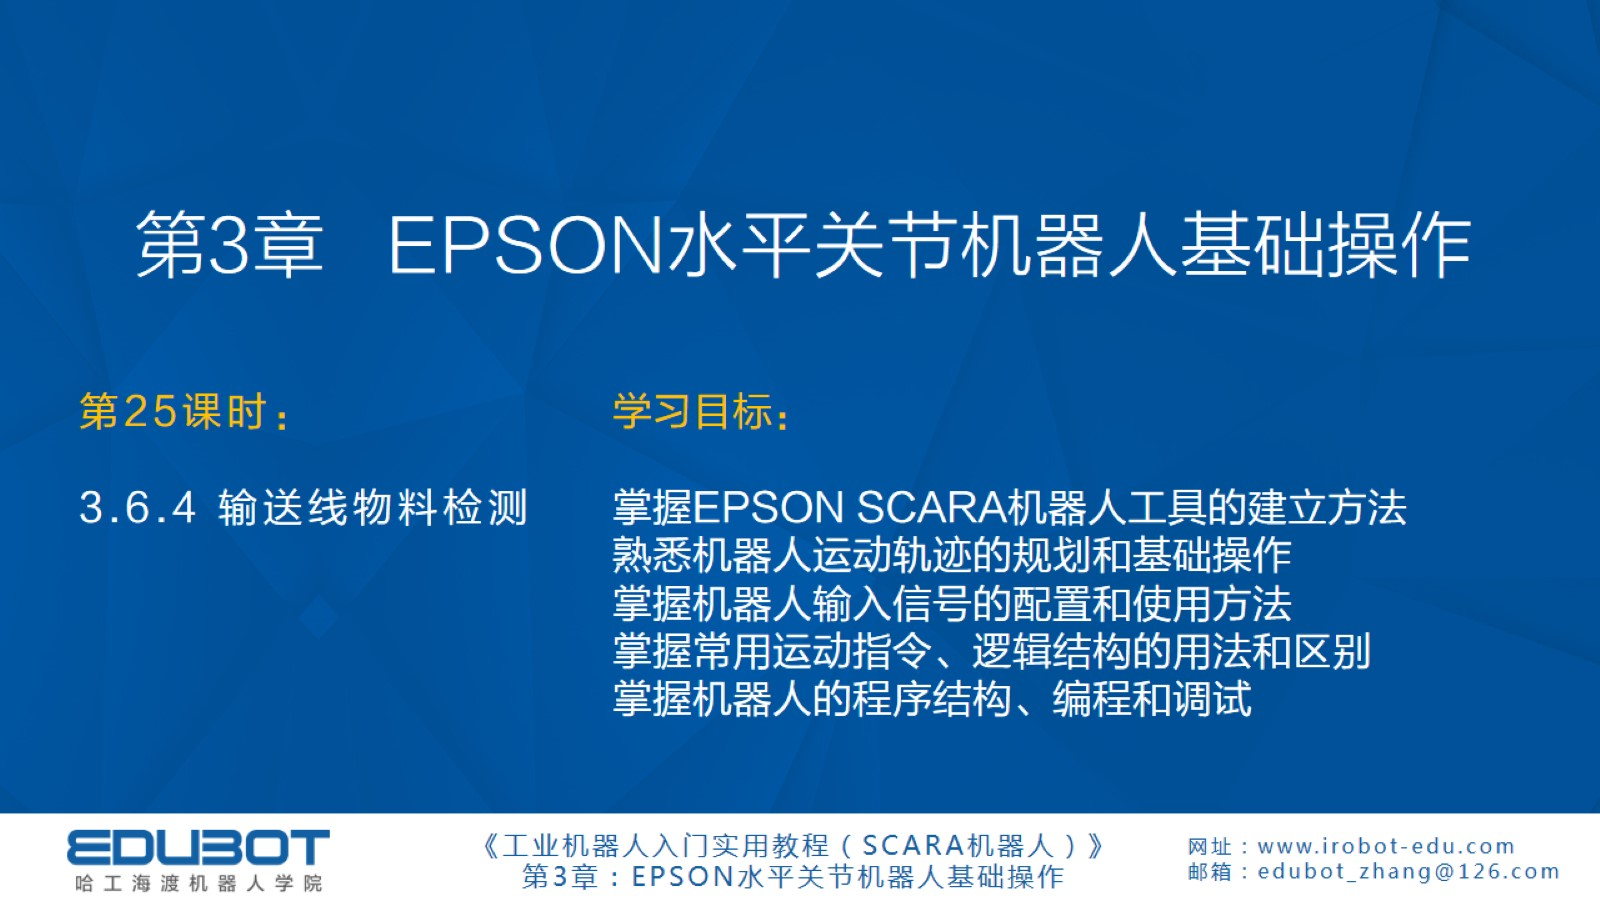 第3章 EPSON水平关节机器人基础操作
第25课时：
3.6.4 输送线物料检测
学习目标：
掌握EPSON SCARA机器人工具的建立方法
熟悉机器人运动轨迹的规划和基础操作
掌握机器人输入信号的配置和使用方法
掌握常用运动指令、逻辑结构的用法和区别
掌握机器人的程序结构、编程和调试
EDUBOT
哈工海渡机器人学院
《工业机器人入门实用教程（SCARA机器人）》
第3章：EPSON水平关节机器人基础操作
网址：www.irobot-edu.com
邮箱：edubot_zhang@126.com